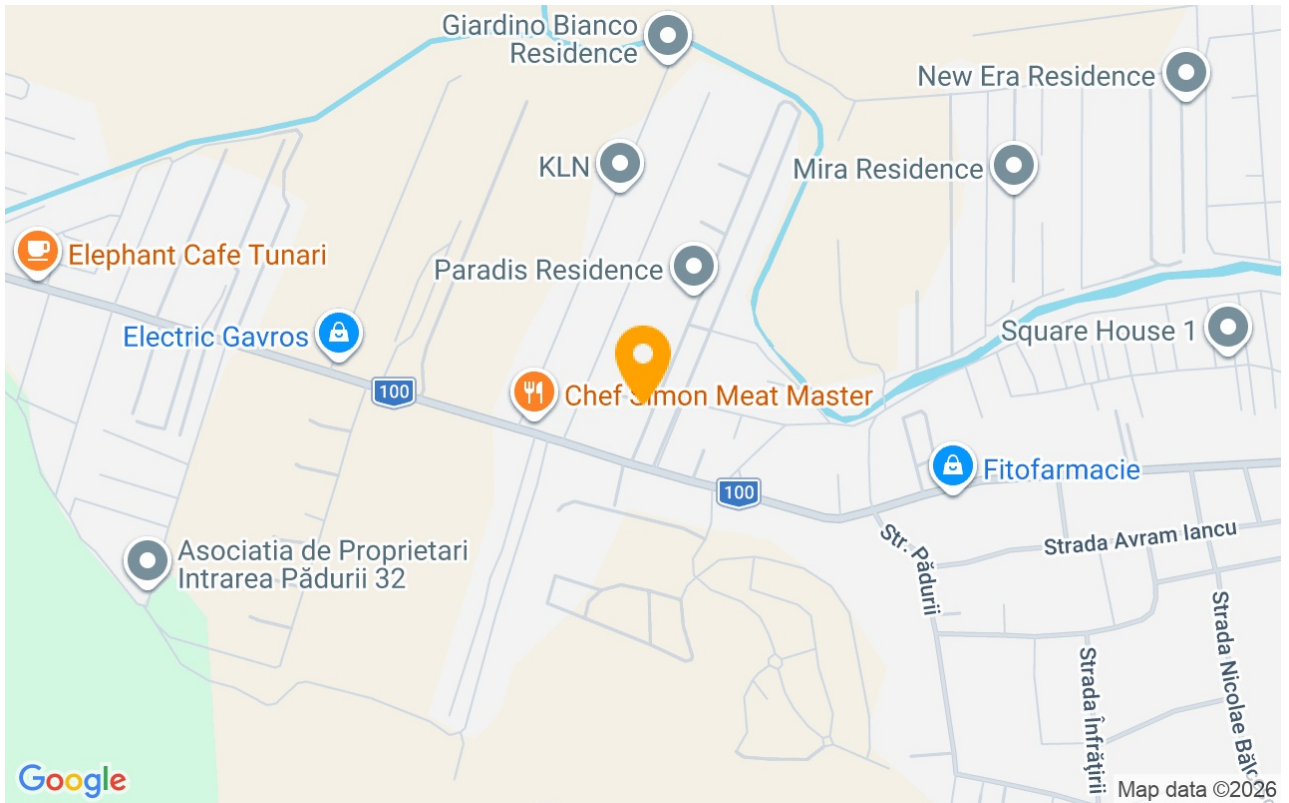 Giardino Bianco
Residence
New Era Residence
KLN
Mira Residence
Elephant Cafe Tunari
Paradis Residence
Electric Gavros
Square House 1
100
Chef Simon Meat Master
100
Fitofarmacie
Str. Pădurii
Strada Avram Iancu
Asociatia de Proprietari
Intrarea Pădurii 32
Strada Înfrățirii
Strada Nicolae
Google
Map data ©2026